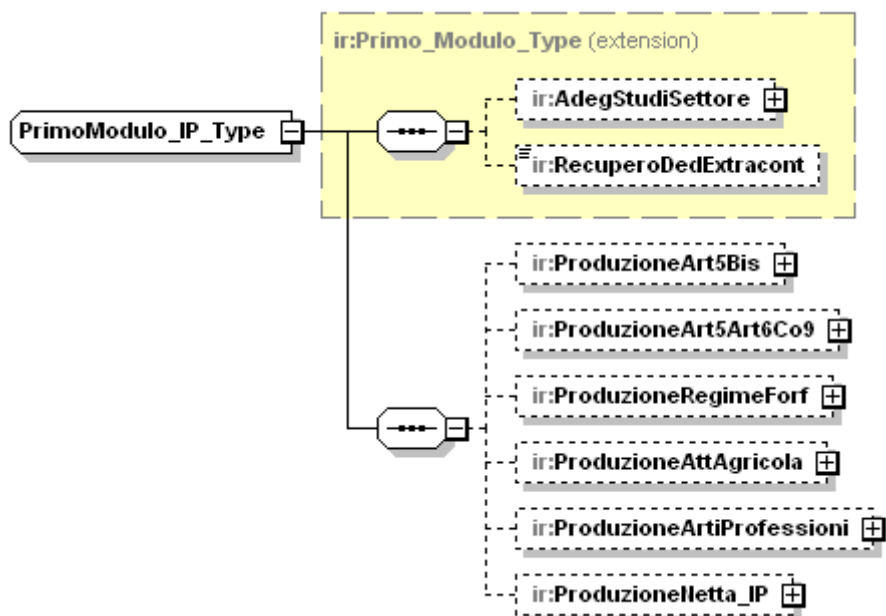 ir:Primo_Modulo_Type (extension)
ir:AdegStudiSettore
PrimoModulo_IP_Type
ir:RecuperoDedExtracont
ir:ProduzioneArt5Bis
ir:ProduzioneArt5Art6Co9
ir:ProduzioneRegimeForf
ir:ProduzioneAttAgricola
ir:ProduzioneArtiProfessioni
ir:ProduzioneNetta_IP